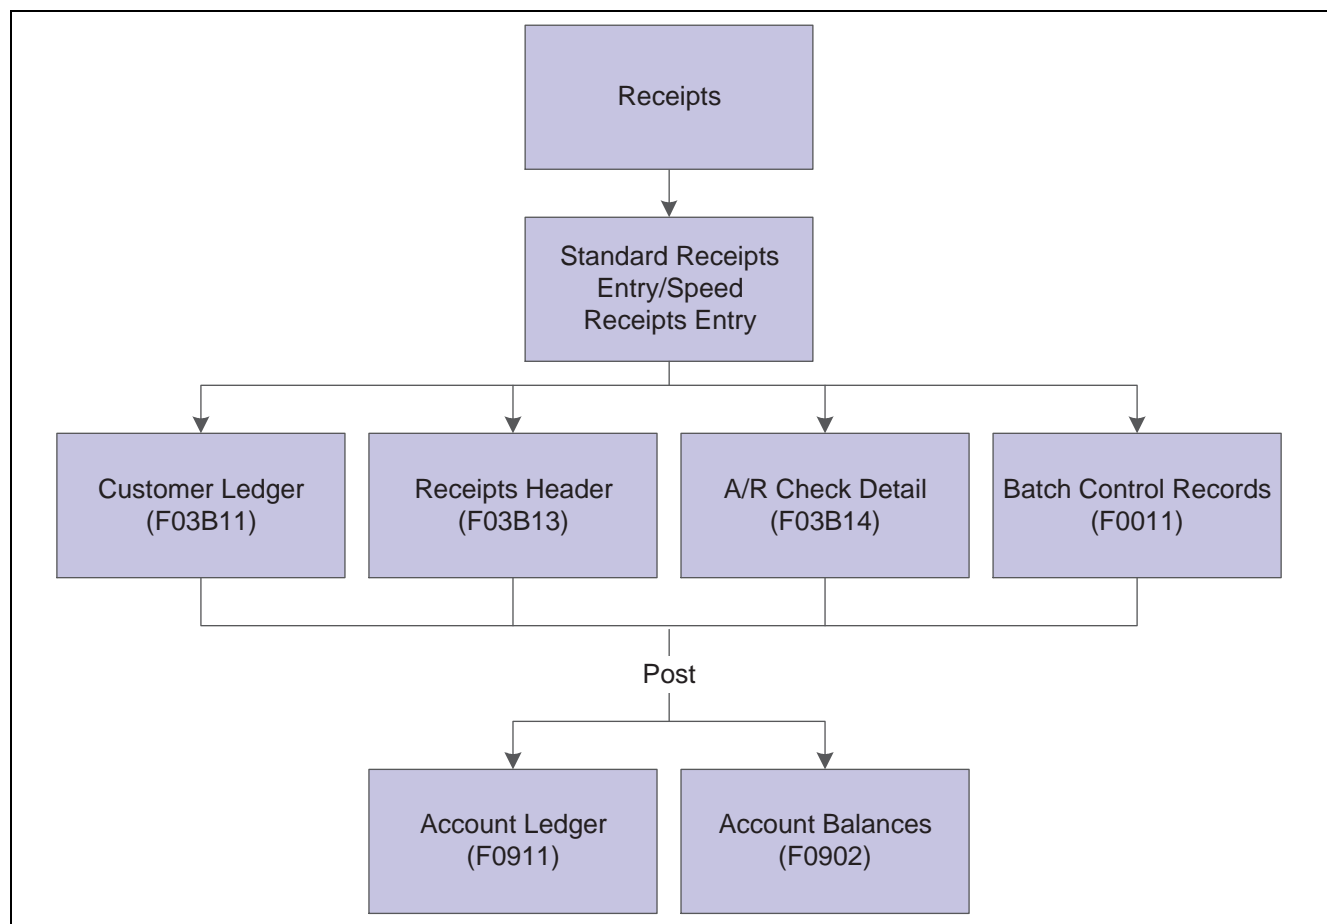 Receipts
Standard Receipts
Entry/Speed
Receipts Entry
Customer Ledger
(F03B11)
Receipts Header
(F03B13)
A/R Check Detail
(F03B14)
Batch Control Records
(F0011)
Post
Account Ledger
(F0911)
Account Balances
(F0902)